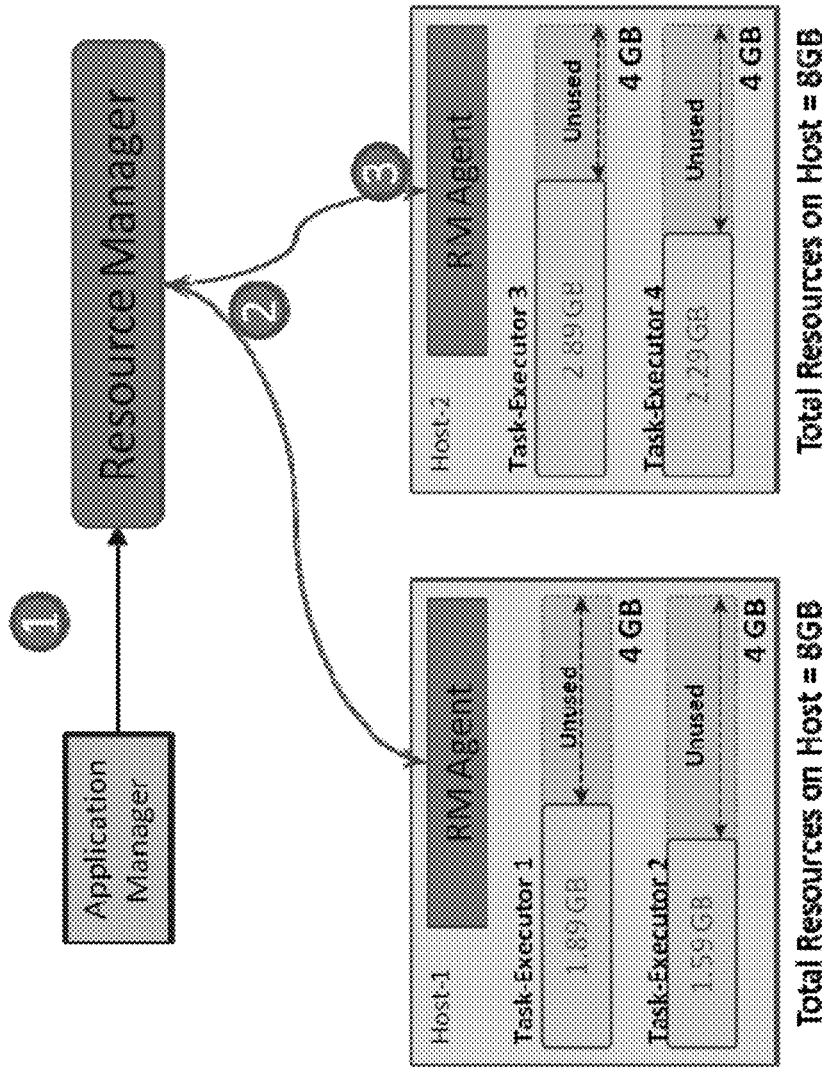 1
Application
Manager
Resource Manager
2
3
Host-1
RM Agent
Task-Executor 1
1.89 GB
Unused
4 GB
Task-Executor 2
1.59 GB
Unused
4 GB
Total Resources on Host = 8GB
Host-2
RM Agent
Task-Executor 3
2.89 GB
Unused
4 GB
Task-Executor 4
2.29 GB
Unused
4 GB
Total Resources on Host = 8GB